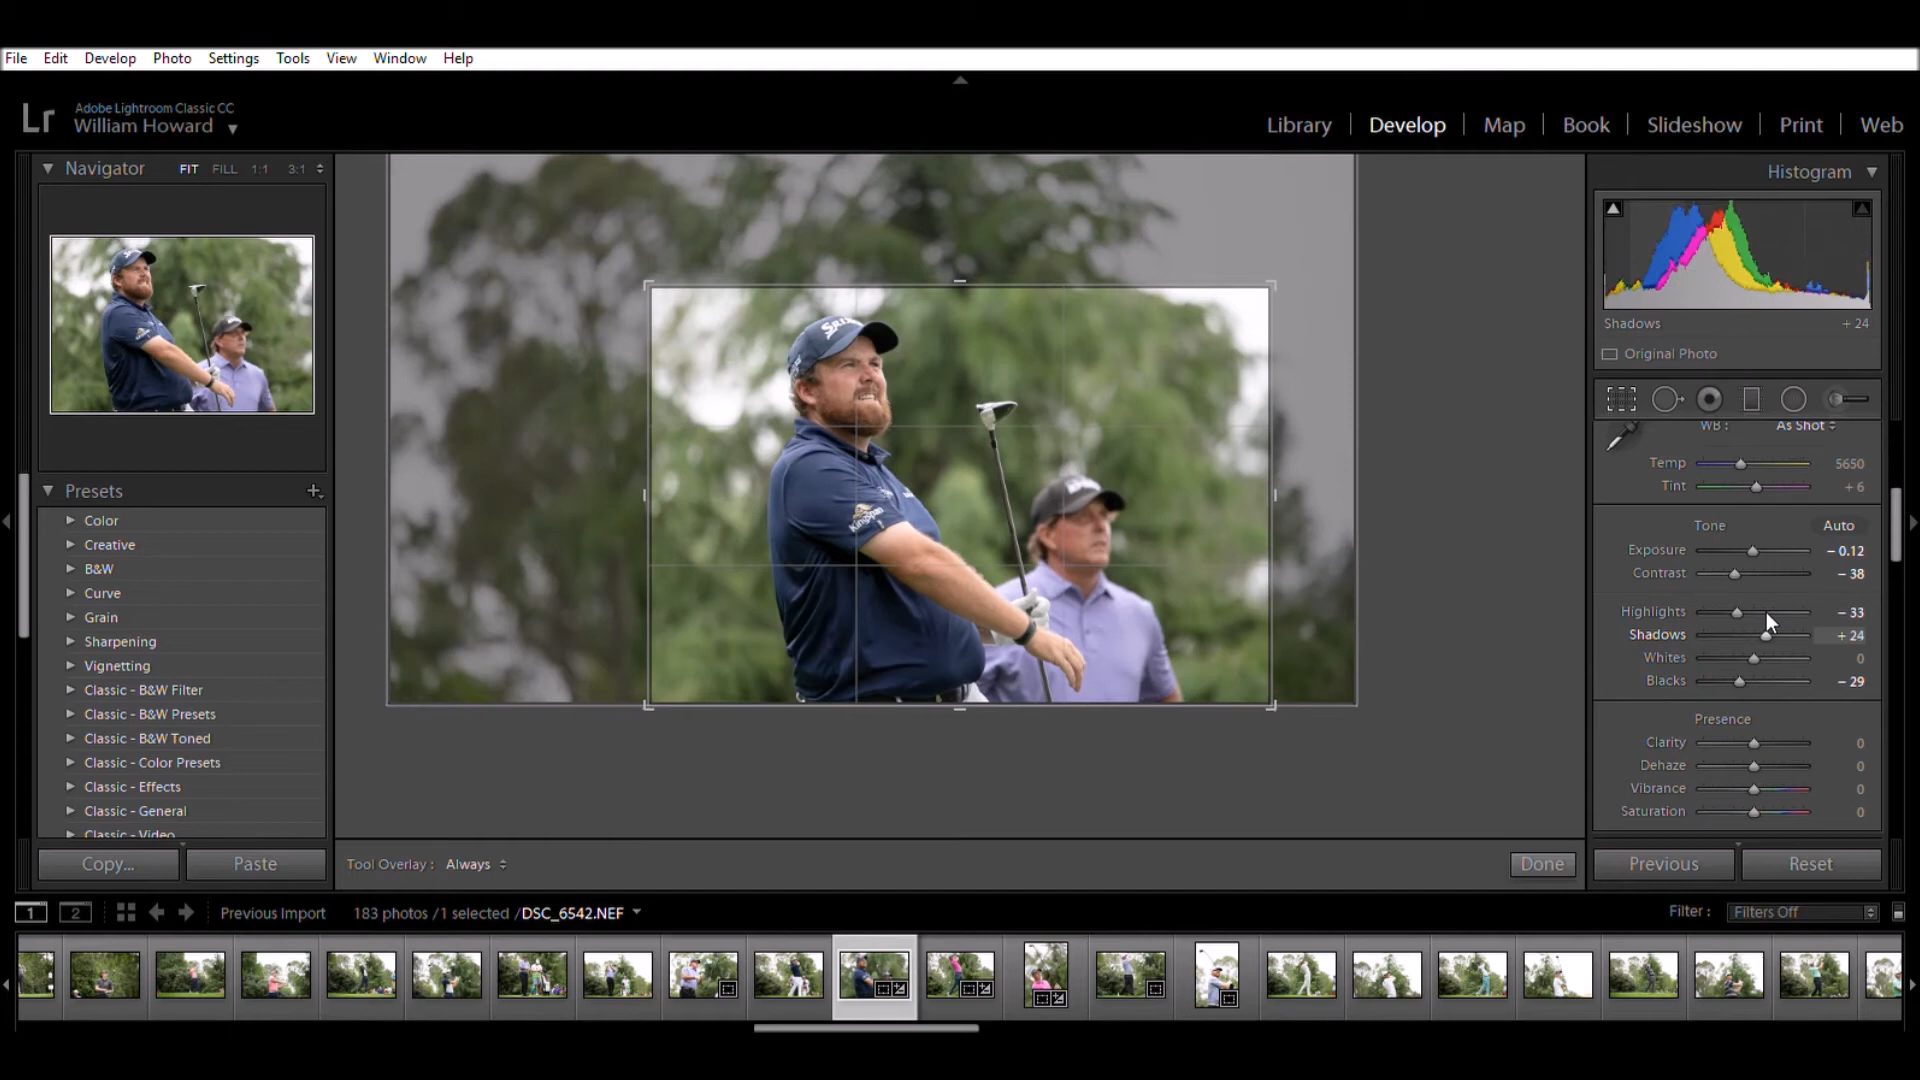 File Edit Develop Photo Settings Tools View Window Help
Lr
Adobe Lightroom Classic CC
William Howard
Library Develop Map Book Slideshow Print Web
Navigator FIT FILL 1:1 3:1
Histogram
Shadows +24
Original Photo
SRIXON
Kingspan
WB: As Shot
Temp 5650
Tint +6
Tone Auto
Exposure −0.12
Contrast −38
Highlights −33
Shadows +24
Whites 0
Blacks −29
Presence
Clarity 0
Dehaze 0
Vibrance 0
Saturation 0
Presets +
Color
Creative
B&W
Curve
Grain
Sharpening
Vignetting
Classic - B&W Filter
Classic - B&W Presets
Classic - B&W Toned
Classic - Color Presets
Classic - Effects
Classic - General
Classic - Video
Copy... Paste
Tool Overlay: Always
Done
Previous Reset
1 2 Previous Import 183 photos /1 selected /DSC_6542.NEF
Filter: Filters Off